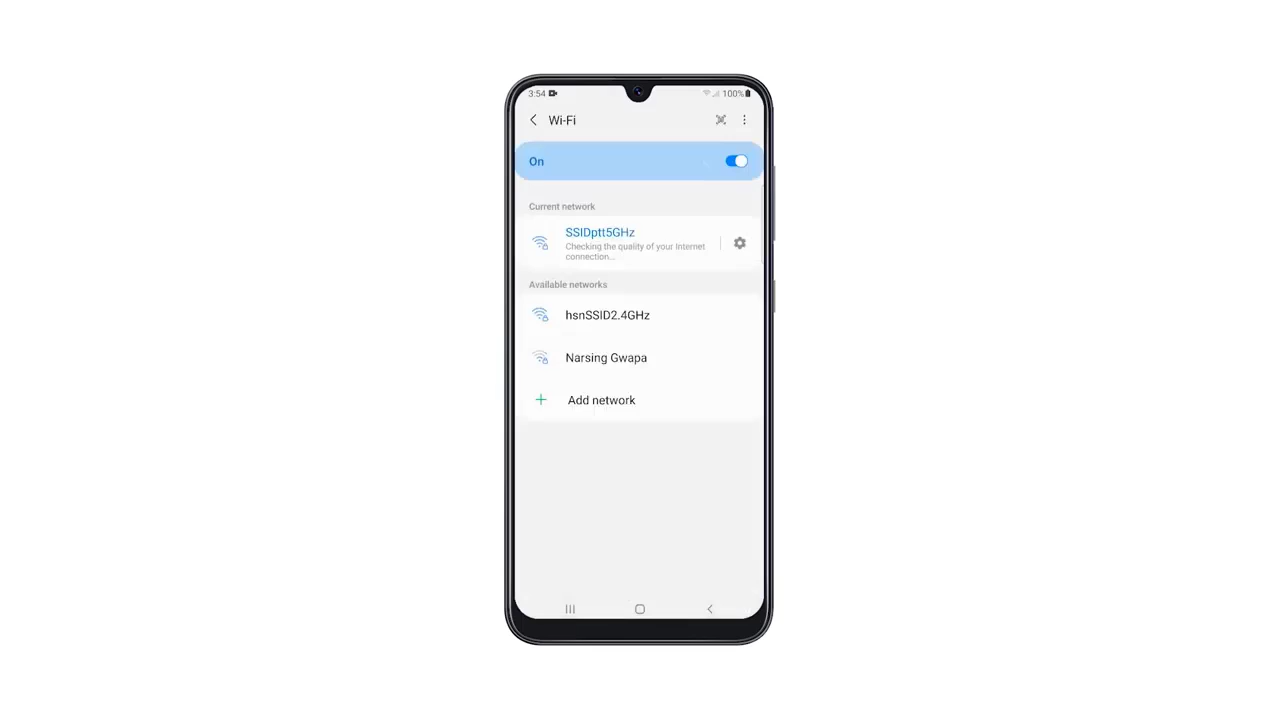 3:54 100%
Wi-Fi
On
Current network
SSIDptt5GHz
Checking the quality of your Internet
connection...
Available networks
hsnSSID2.4GHz
Narsing Gwapa
Add network